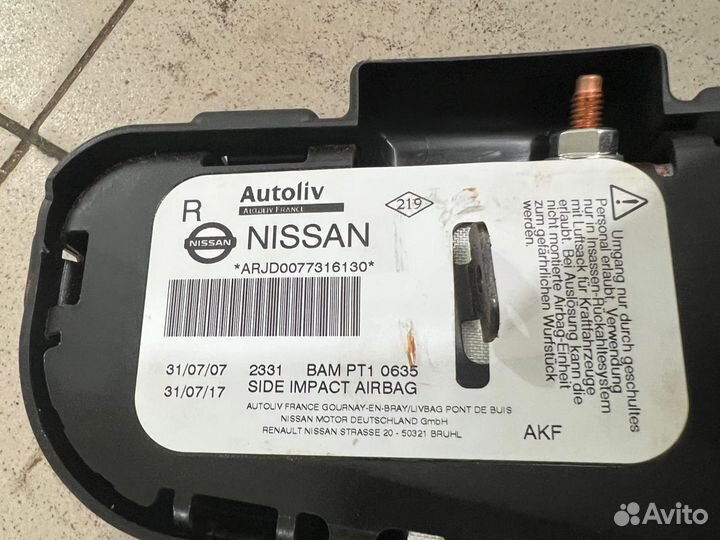 R
Autoliv
AUTOLIV FRANCE
219
NISSAN
NISSAN
*ARJD0077316130*
31/07/07 2331 BAM PT1 0635
31/07/17 SIDE IMPACT AIRBAG
AUTOLIV FRANCE GOURNAY-EN-BRAY/LIVBAG PONT DE BUIS
NISSAN MOTOR DEUTSCHLAND GmbH
RENAULT NISSAN STRASSE 20 - 50321 BRUHL
AKF
Umgang nur durch geschultes
Personal erlaubt. Verwendung
nur in Insassen-Rückahltesystem
mit Luftsack für Kraftfahrzeuge
erlaubt. Bei Auslösung kann die
nicht montierte Airbag-Einheit
zum gefährlichen Wurfstück
werden.
Avito